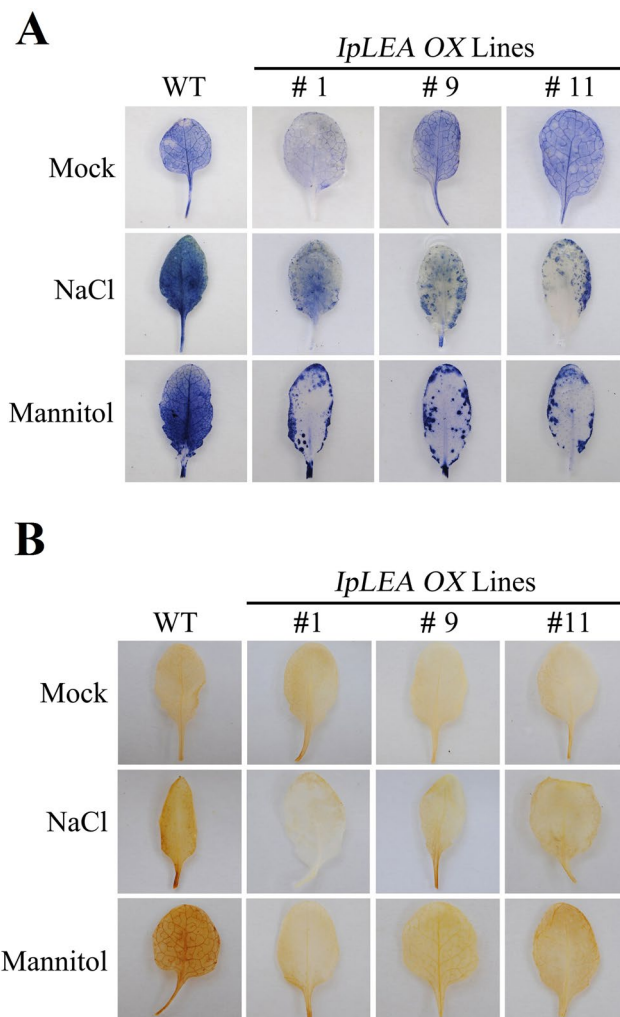 A
IpLEA OX Lines
WT # 1 # 9 # 11
Mock
NaCl
Mannitol
B
IpLEA OX Lines
WT #1 # 9 #11
Mock
NaCl
Mannitol